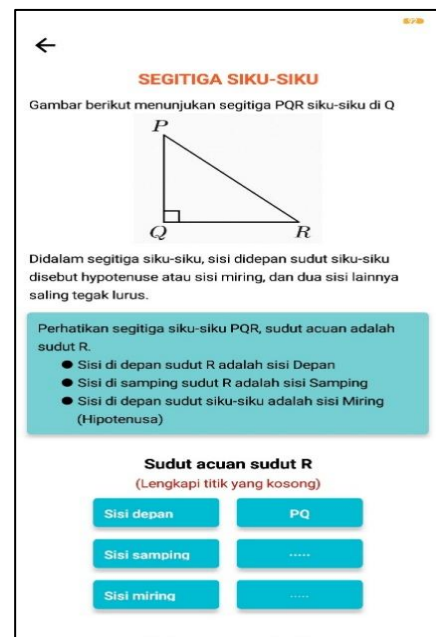 SEGITIGA SIKU-SIKU
Gambar berikut menunjukan segitiga PQR siku-siku di Q
P
Q R
Didalam segitiga siku-siku, sisi didepan sudut siku-siku
disebut hypotenuse atau sisi miring, dan dua sisi lainnya
saling tegak lurus.
Perhatikan segitiga siku-siku PQR, sudut acuan adalah
sudut R.
● Sisi di depan sudut R adalah sisi Depan
● Sisi di samping sudut R adalah sisi Samping
● Sisi di depan sudut siku-siku adalah sisi Miring
(Hipotenusa)
Sudut acuan sudut R
(Lengkapi titik yang kosong)
Sisi depan PQ
Sisi samping .....
Sisi miring .....